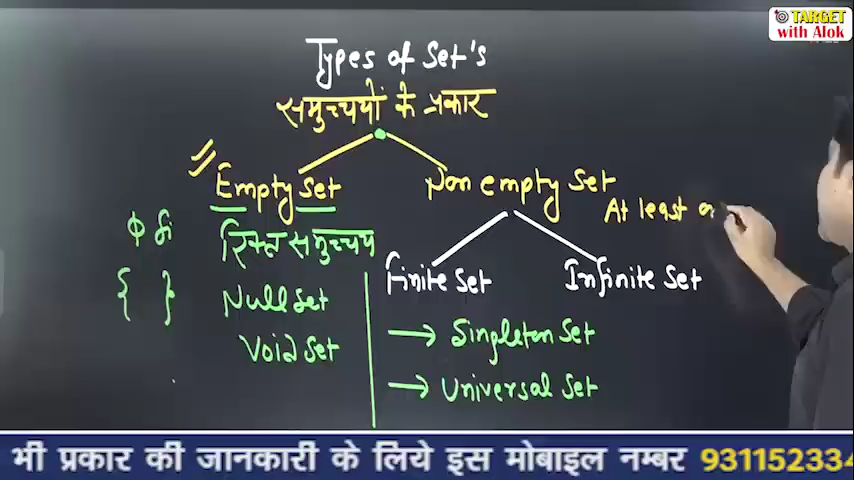 TARGET
with Alok
Types of Set's
समुच्चयों के प्रकार
Empty Set
Non empty Set
At least
रिक्त समुच्चय
Φ
{ }
Finite Set
Infinite Set
Null Set
→ Singleton Set
Void Set
→ Universal Set
भी प्रकार की जानकारी के लिये इस मोबाइल नम्बर 931152334